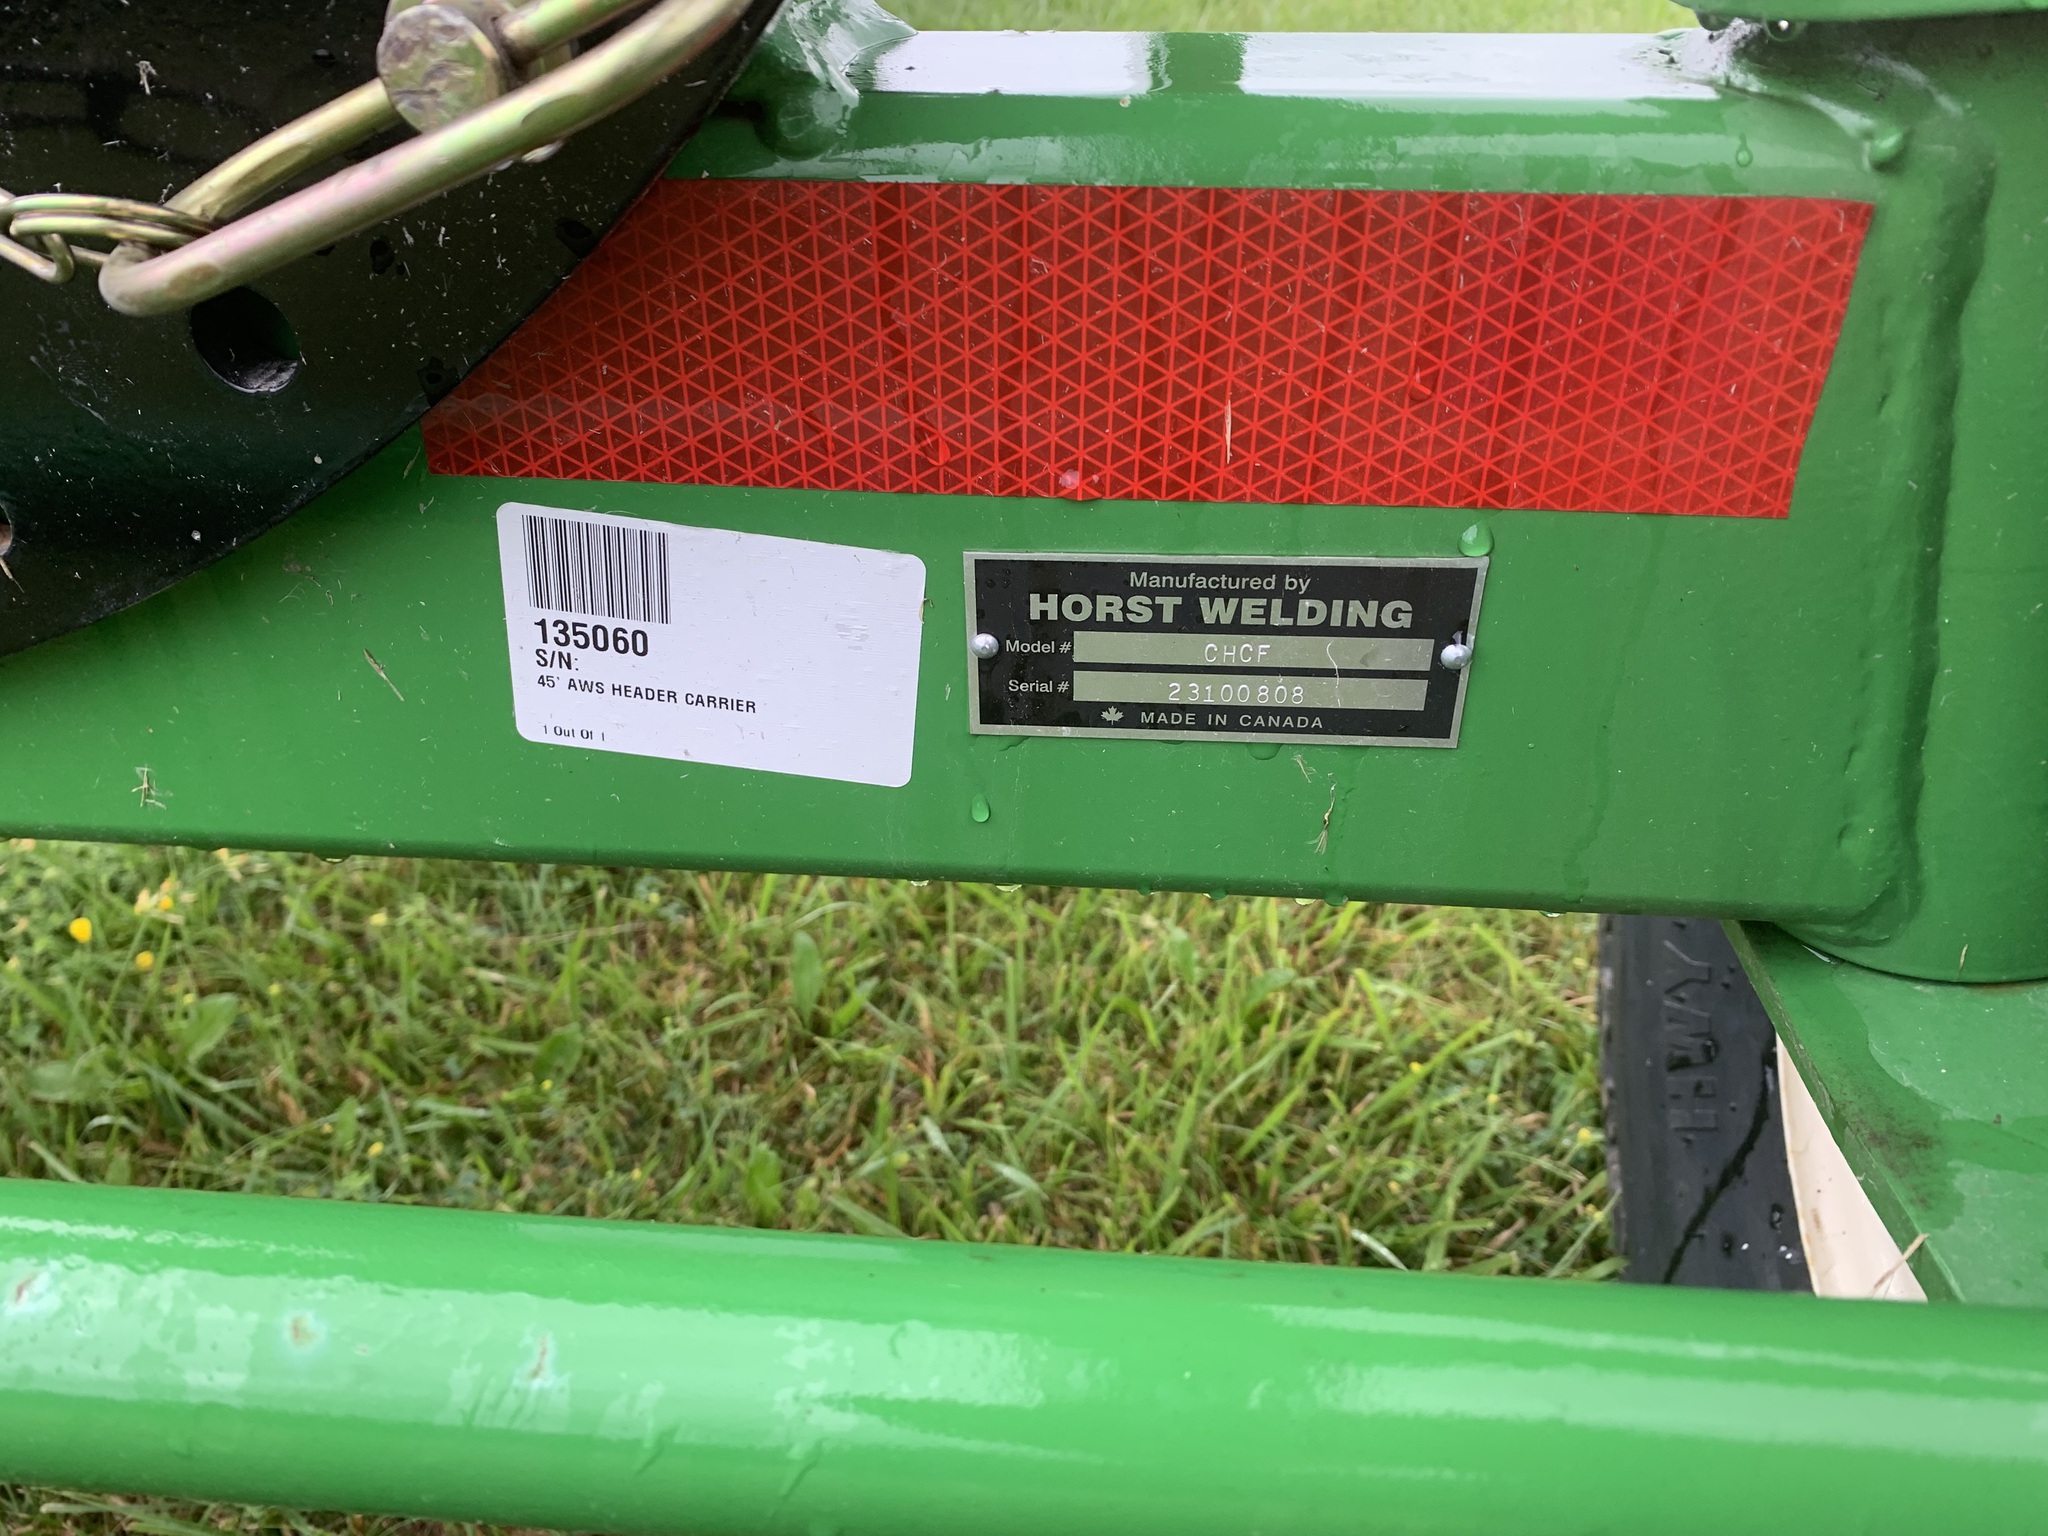 135060
S/N:
45' AWS HEADER CARRIER
1 Out Of 1
Manufactured by
HORST WELDING
Model # CHCF
Serial # 23100808
MADE IN CANADA
HWY